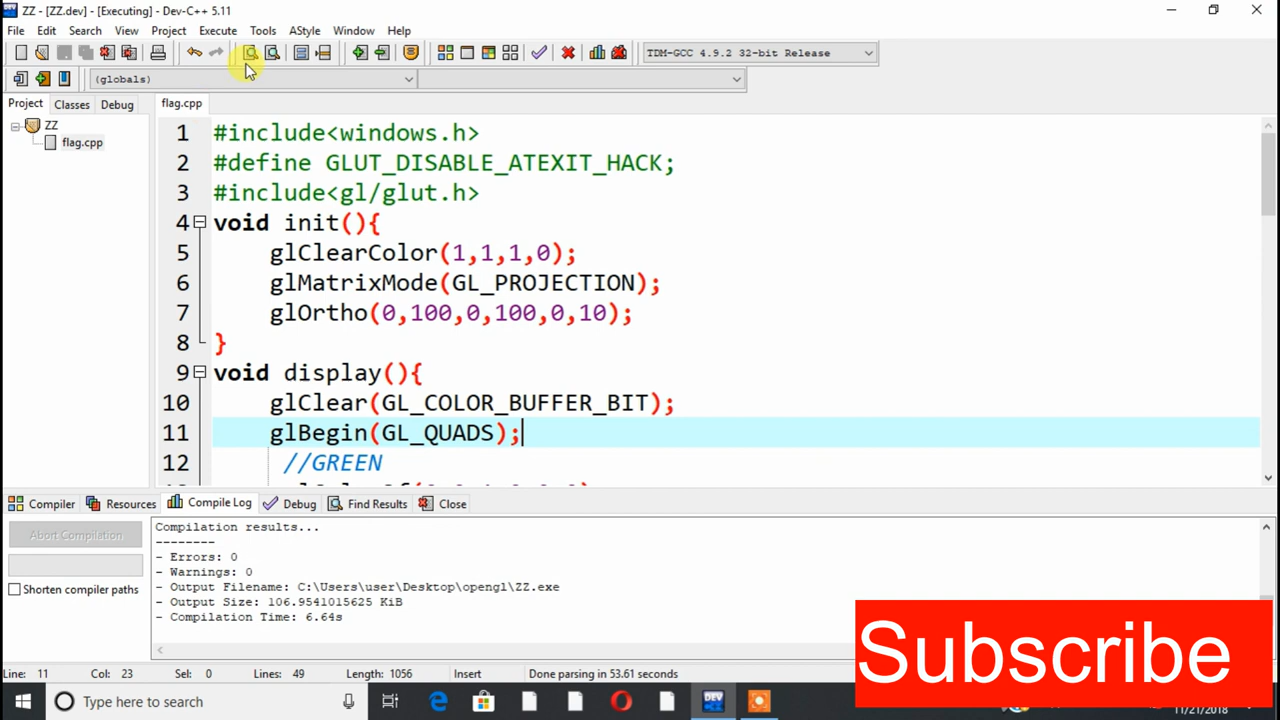 ZZ - [ZZ.dev] - [Executing] - Dev-C++ 5.11
File Edit Search View Project Execute Tools AStyle Window Help
TDM-GCC 4.9.2 32-bit Release
(globals)
Project Classes Debug
flag.cpp
ZZ
flag.cpp
1 #include<windows.h>
2 #define GLUT_DISABLE_ATEXIT_HACK;
3 #include<gl/glut.h>
4 void init(){
5 glClearColor(1,1,1,0);
6 glMatrixMode(GL_PROJECTION);
7 glOrtho(0,100,0,100,0,10);
8 }
9 void display(){
10 glClear(GL_COLOR_BUFFER_BIT);
11 glBegin(GL_QUADS);
12 //GREEN
Compiler Resources Compile Log Debug Find Results Close
Abort Compilation
Shorten compiler paths
Compilation results...
--------
- Errors: 0
- Warnings: 0
- Output Filename: C:\Users\user\Desktop\opengl\ZZ.exe
- Output Size: 106.9541015625 KiB
- Compilation Time: 6.64s
Subscribe
Line: 11 Col: 23 Sel: 0 Lines: 49 Length: 1056 Insert Done parsing in 53.61 seconds
Type here to search
DEV
11/21/2018